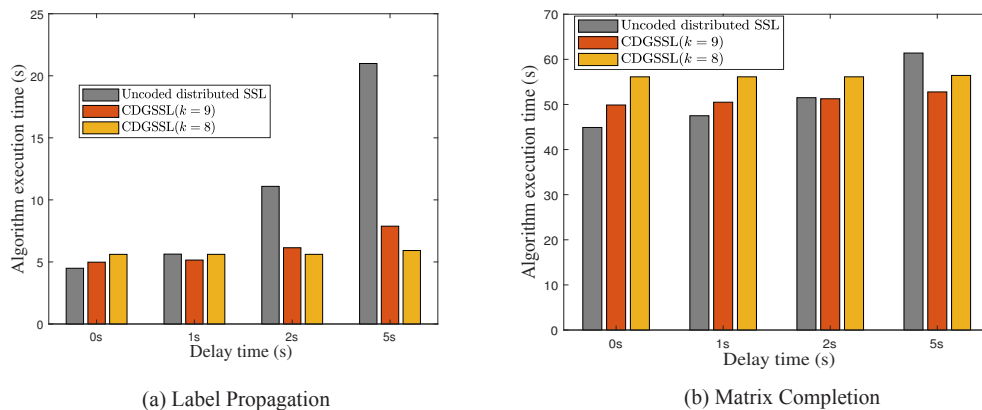 25
20
15
10
5
0
Algorithm execution time (s)
Uncoded distributed SSL
CDGSSL(k = 9)
CDGSSL(k = 8)
0s
1s
2s
5s
Delay time (s)
(a) Label Propagation
70
60
50
40
30
20
10
0
Algorithm execution time (s)
Uncoded distributed SSL
CDGSSL(k = 9)
CDGSSL(k = 8)
0s
1s
2s
5s
Delay time (s)
(b) Matrix Completion